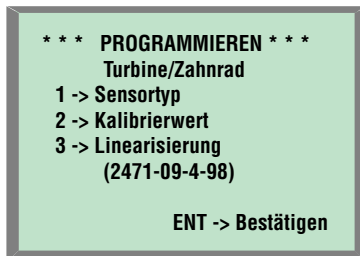 * * * PROGRAMMIEREN * * *
Turbine/Zahnrad
1 -> Sensortyp
2 -> Kalibrierwert
3 -> Linearisierung
(2471-09-4-98)
ENT -> Bestätigen